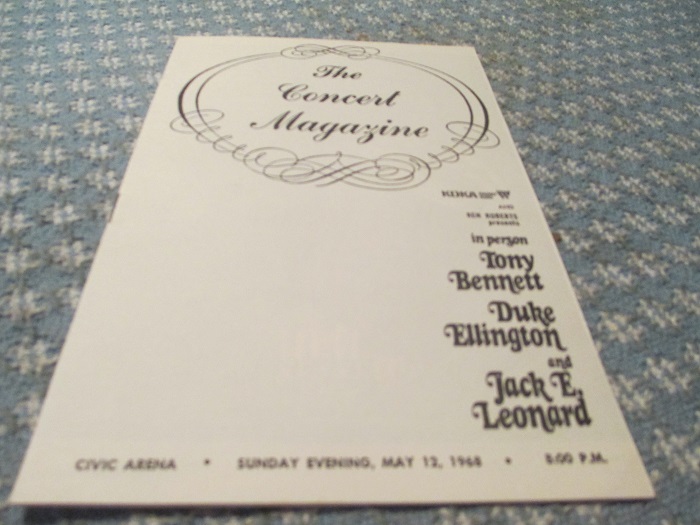 The
Concert
Magazine
KDKA
and
presents
in person
Tony
Bennett
Duke
Ellington
and
Jack E.
Leonard
CIVIC ARENA • SUNDAY EVENING, MAY 12, 1968 • 8:00 P.M.